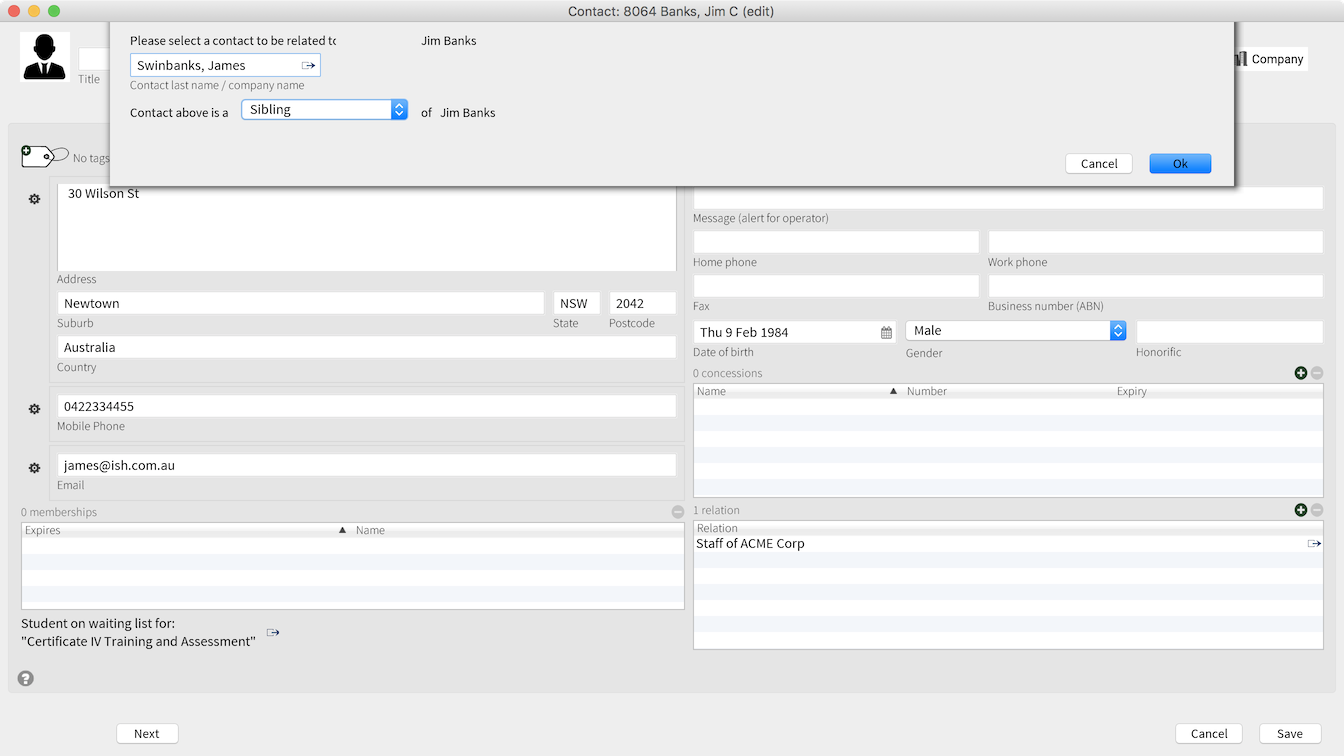 Contact: 8064 Banks, Jim C (edit)
Please select a contact to be related to Jim Banks
Swinbanks, James
Contact last name / company name
Contact above is a Sibling of Jim Banks
Cancel Ok
Title
Company
No tags
30 Wilson St
Address
Newtown NSW 2042
Suburb State Postcode
Australia
Country
0422334455
Mobile Phone
james@ish.com.au
Email
0 memberships
Expires Name
Student on waiting list for:
"Certificate IV Training and Assessment"
Message (alert for operator)
Home phone Work phone
Fax Business number (ABN)
Thu 9 Feb 1984 Male
Date of birth Gender Honorific
0 concessions
Name Number Expiry
1 relation
Relation
Staff of ACME Corp
?
Next Cancel Save